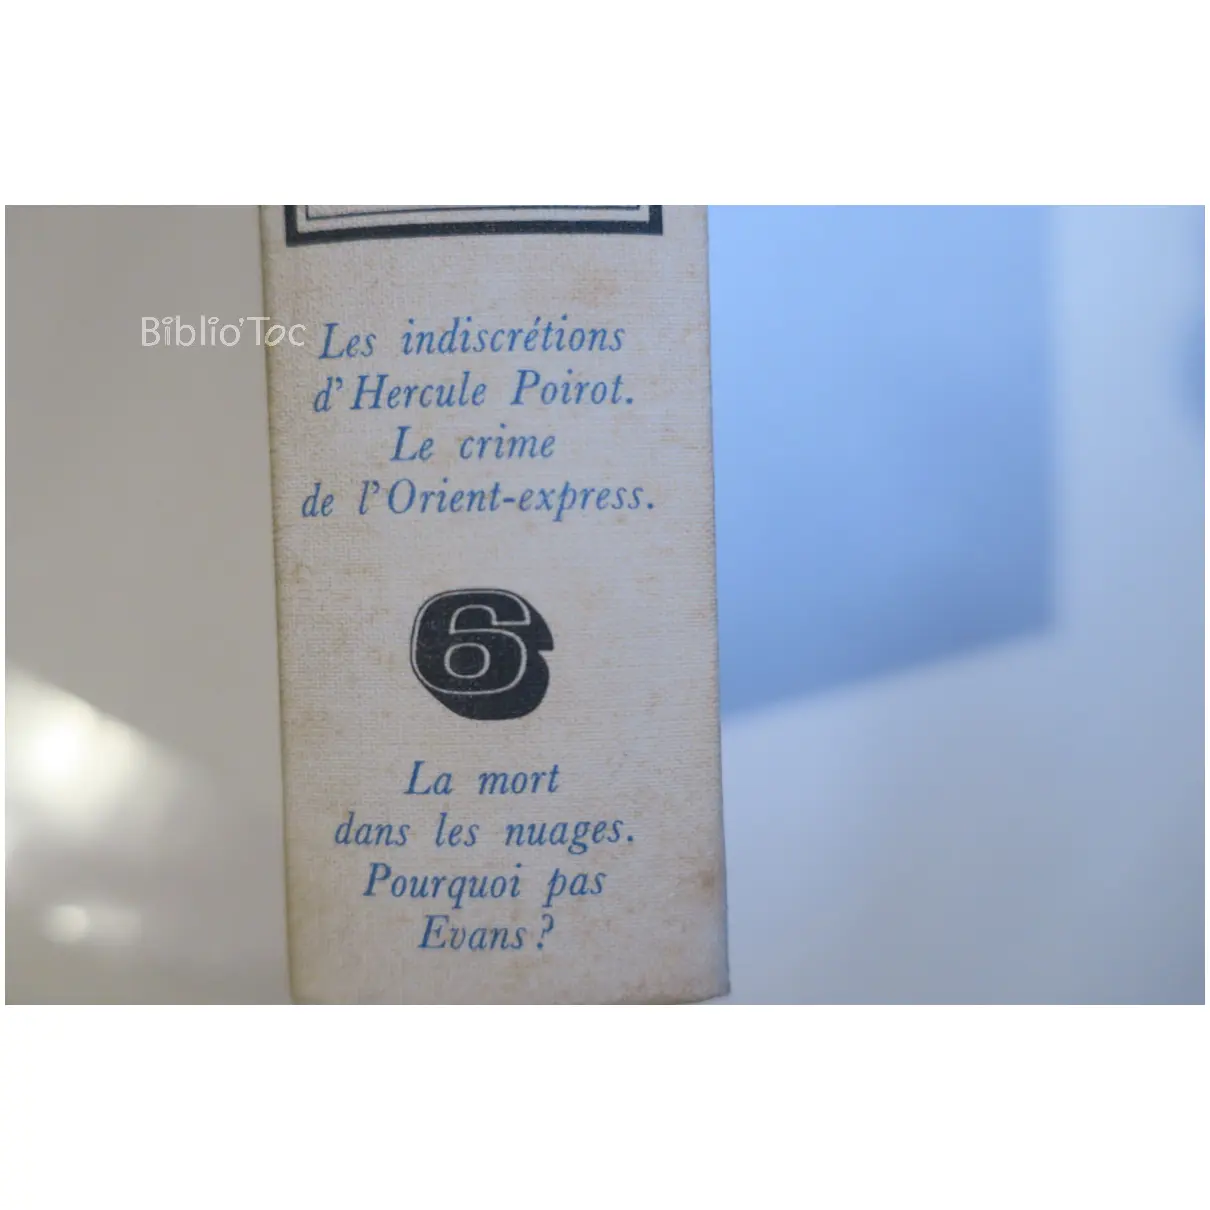 Biblio'Toc
Les indiscrétions
d'Hercule Poirot.
Le crime
de l'Orient-express.
6
La mort
dans les nuages.
Pourquoi pas
Evans ?